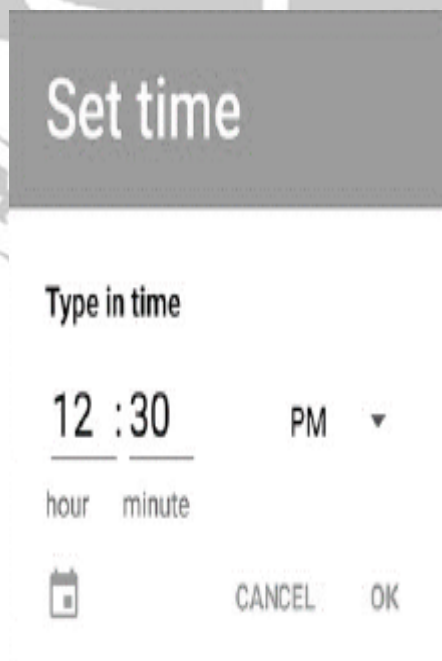 Set time
Type in time
12 : 30 PM
hour minute
CANCEL OK